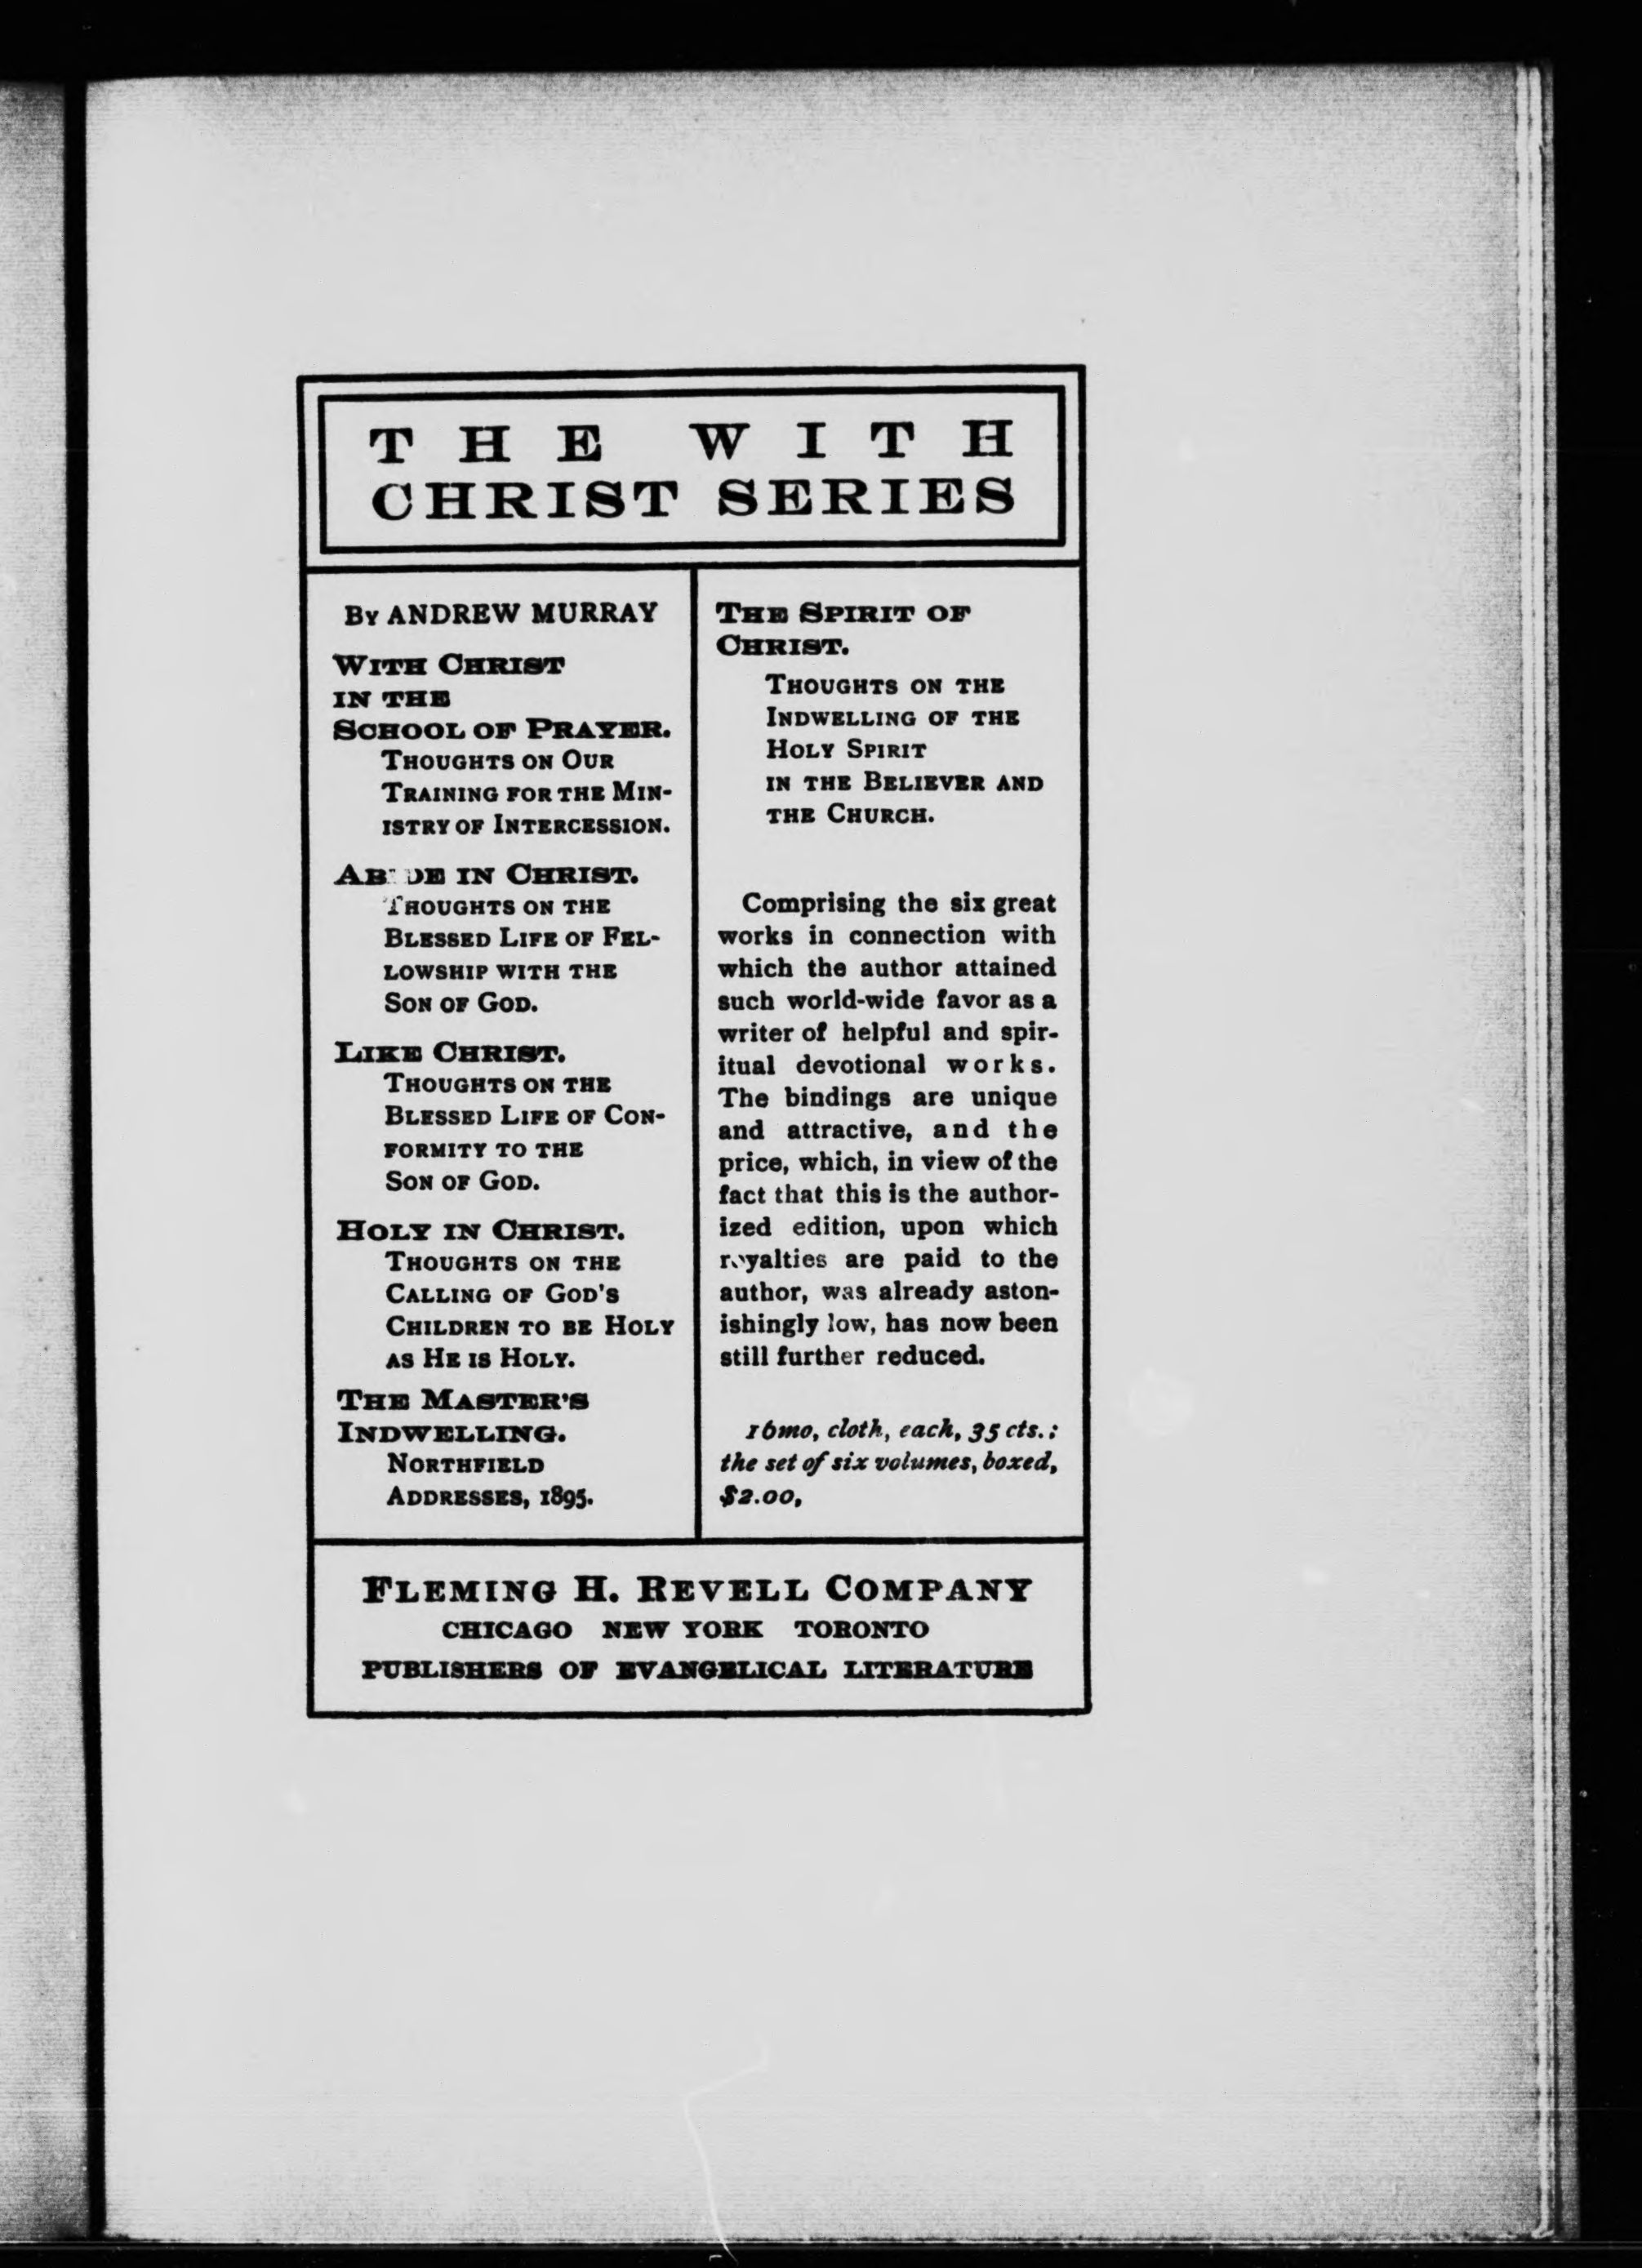 THE WITH
CHRIST SERIES
By ANDREW MURRAY
With Christ
in the
School of Prayer.
Thoughts on Our
Training for the Min-
istry of Intercession.
Abide in Christ.
Thoughts on the
Blessed Life of Fel-
lowship with the
Son of God.
Like Christ.
Thoughts on the
Blessed Life of Con-
formity to the
Son of God.
Holy in Christ.
Thoughts on the
Calling of God's
Children to be Holy
as He is Holy.
The Master's
Indwelling.
Northfield
Addresses, 1895.
The Spirit of
Christ.
Thoughts on the
Indwelling of the
Holy Spirit
in the Believer and
the Church.
Comprising the six great
works in connection with
which the author attained
such world-wide favor as a
writer of helpful and spir-
itual devotional works.
The bindings are unique
and attractive, and the
price, which, in view of the
fact that this is the author-
ized edition, upon which
royalties are paid to the
author, was already aston-
ishingly low, has now been
still further reduced.
16mo, cloth, each, 35 cts.:
the set of six volumes, boxed,
$2.00,
Fleming H. Revell Company
CHICAGO NEW YORK TORONTO
PUBLISHERS OF EVANGELICAL LITERATURE